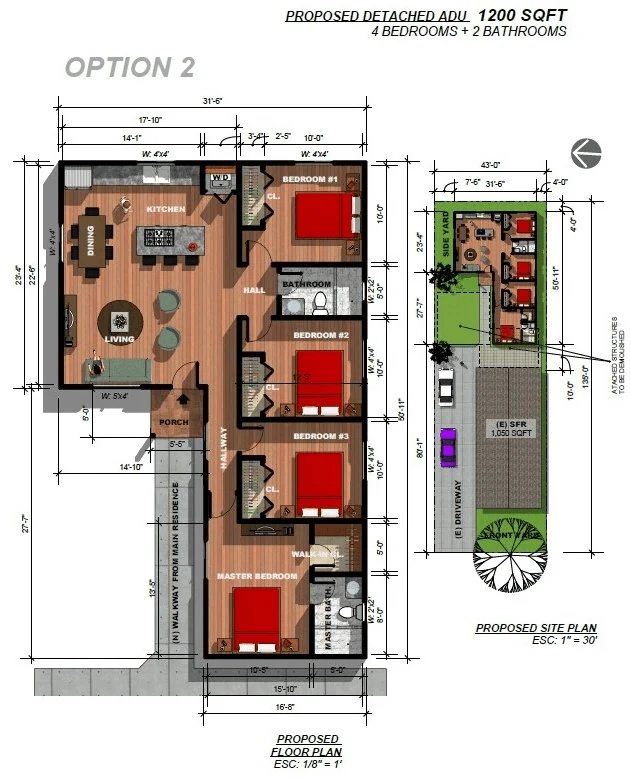 PROPOSED DETACHED ADU 1200 SQFT
4 BEDROOMS + 2 BATHROOMS
OPTION 2
31'-6"
17'-10"
14'-1"
3'-4"
2'-5"
10'-0"
W: 4'x4'
W: 4'x4'
W/D
BEDROOM #1
CL.
KITCHEN
DINING
W: 4'x4'
23'-4"
22'-6"
10'-0"
HALL
BATHROOM
W: 2'x2'
5'-0"
LIVING
BEDROOM #2
W: 4'x4'
10'-0"
CL.
W: 5'x4'
5'-0"
PORCH
5'-5"
14'-10"
HALLWAY
BEDROOM #3
W: 4'x4'
10'-0"
CL.
50'-11"
27'-7"
(N) WALKWAY FROM MAIN RESIDENCE
13'-5"
WALK-IN CL.
5'-0"
MASTER BEDROOM
MASTER BATH.
W: 2'x2'
8'-0"
10'-5"
5'-0"
15'-10"
16'-8"
PROPOSED
FLOOR PLAN
ESC: 1/8" = 1'
43'-0"
7'-6"
31'-6"
4'-0"
4'-0"
SIDE YARD
23'-4"
50'-11"
27'-7"
ATACHED STRUCTURES
TO BE DEMOLISHED
10'-0"
135'-0"
(E) SFR
1,050 SQFT
80'-1"
(E) DRIVEWAY
FRONT YARD
PROPOSED SITE PLAN
ESC: 1" = 30'